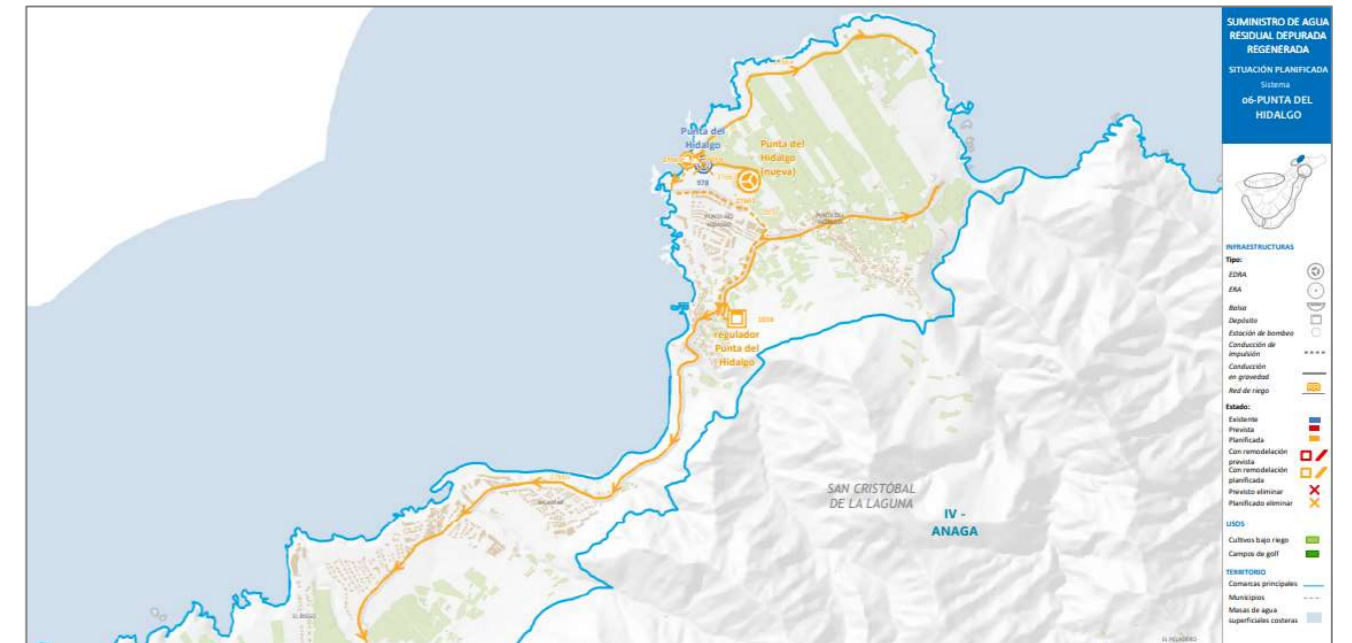 SUMINISTRO DE AGUA
RESIDUAL DEPURADA
REGENERADA
SITUACIÓN PLANIFICADA
Sistema
06-PUNTA DEL
HIDALGO
INFRAESTRUCTURAS
Tipo:
EDRA
ERA
Balsa
Depósito
Estación de bombeo
Conducción de
impulsión
Conducción
en gravedad
Red de riego
Estado:
Existente
Prevista
Planificada
Con remodelación
prevista
Con remodelación
planificada
Previsto eliminar
Planificado eliminar
USOS
Cultivos bajo riego
Campos de golf
TERRITORIO
Comarcas principales
Municipios
Masas de agua
superficiales costeras
Punta del
Hidalgo
Punta del
Hidalgo
(nueva)
regulador
Punta del
Hidalgo
SAN CRISTÓBAL
DE LA LAGUNA
IV -
ANAGA